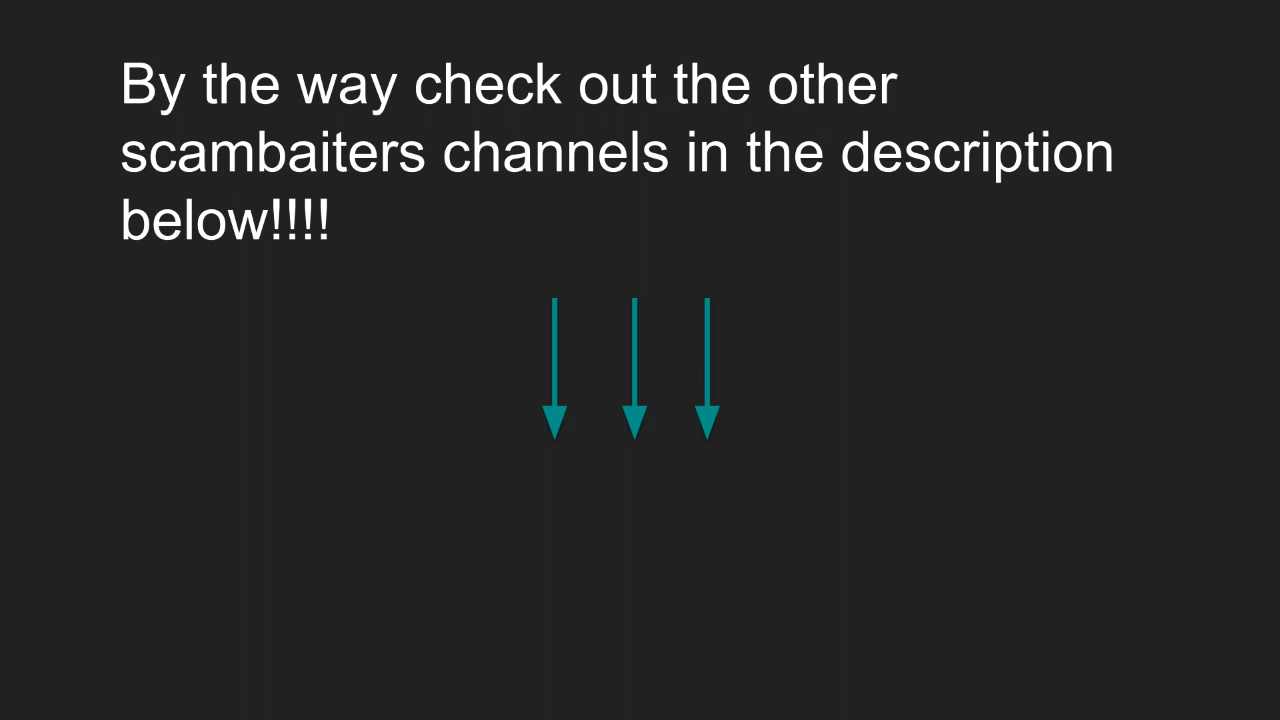 By the way check out the other
scambaiters channels in the description
below!!!!